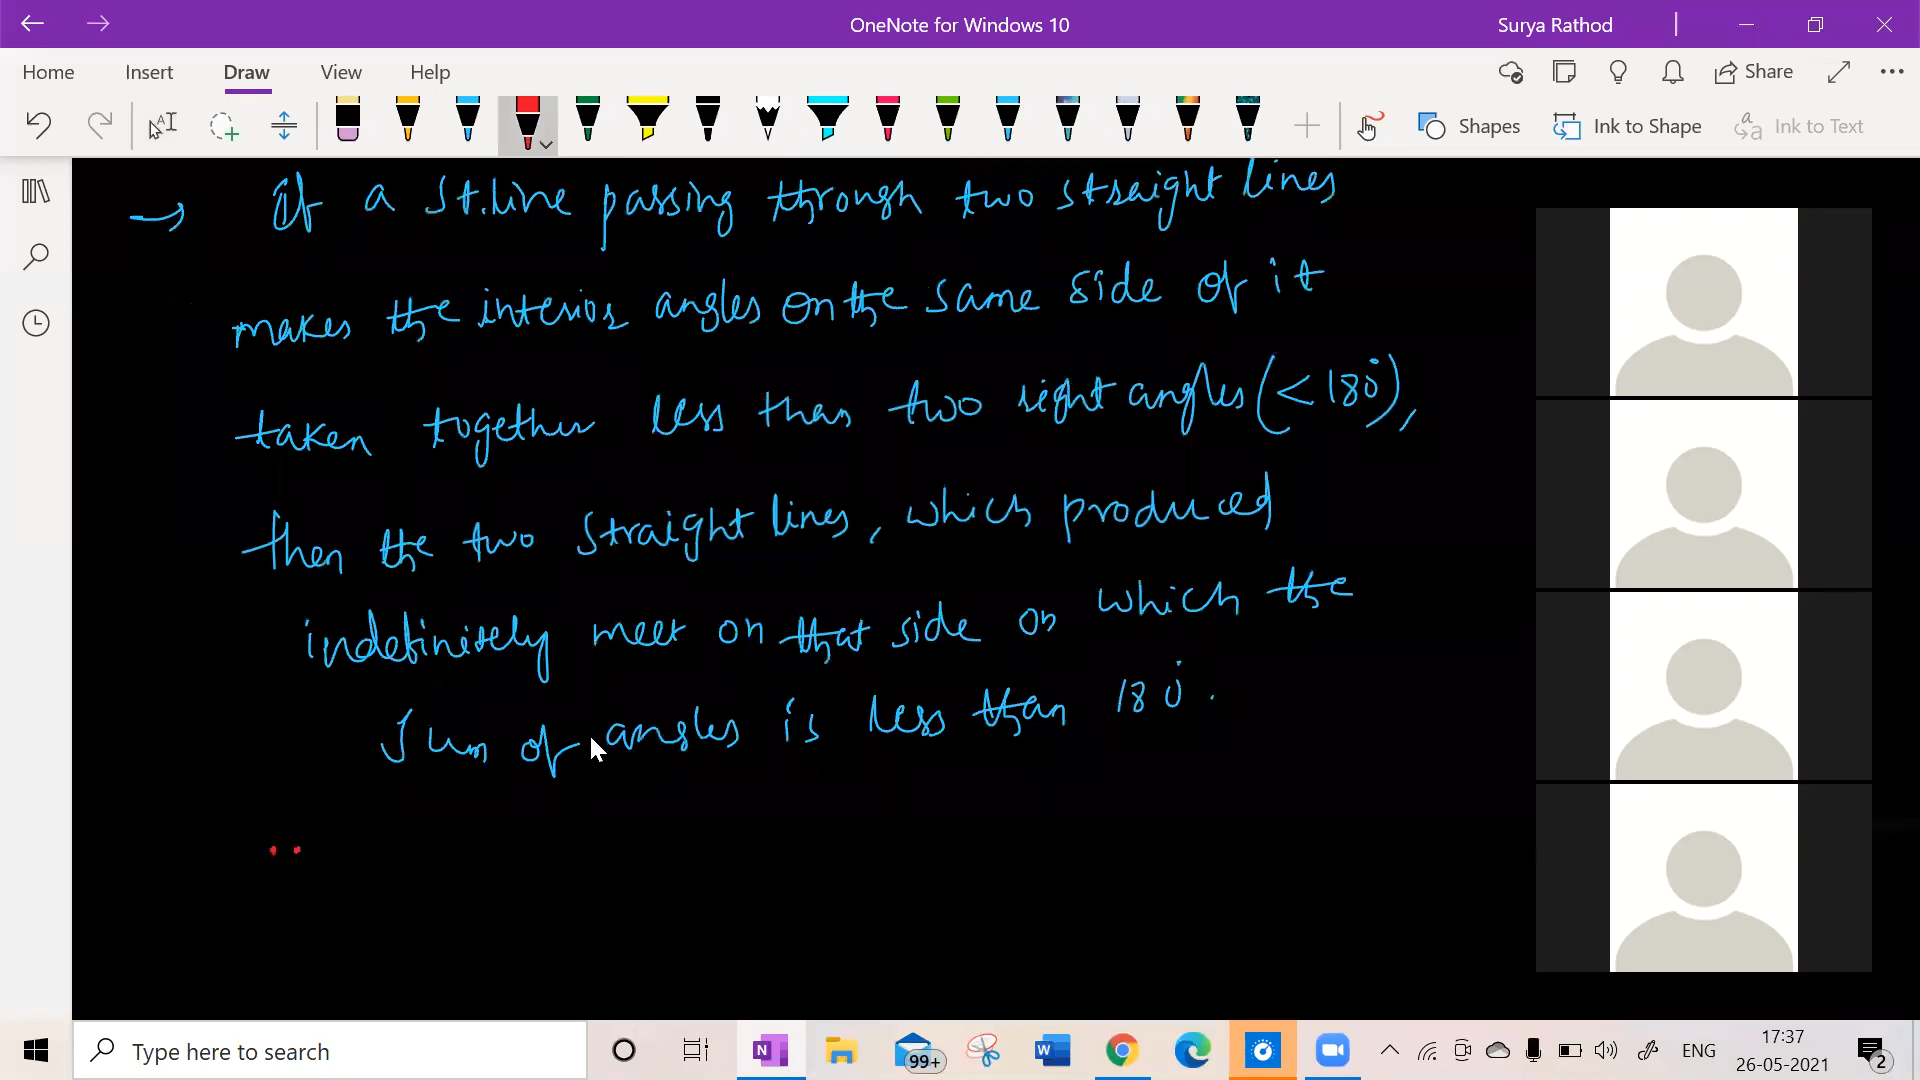 OneNote for Windows 10
Surya Rathod
Home Insert Draw View Help
Share
Shapes Ink to Shape Ink to Text
→ If a St.line passing through two straight lines
makes the interior angles on the same side of it
taken together less than two right angles (< 180°),
then the two straight lines, which produced
indefinitely meet on that side on which the
Sum of angles is less than 180°.
Type here to search
99+
ENG
17:37
26-05-2021
2